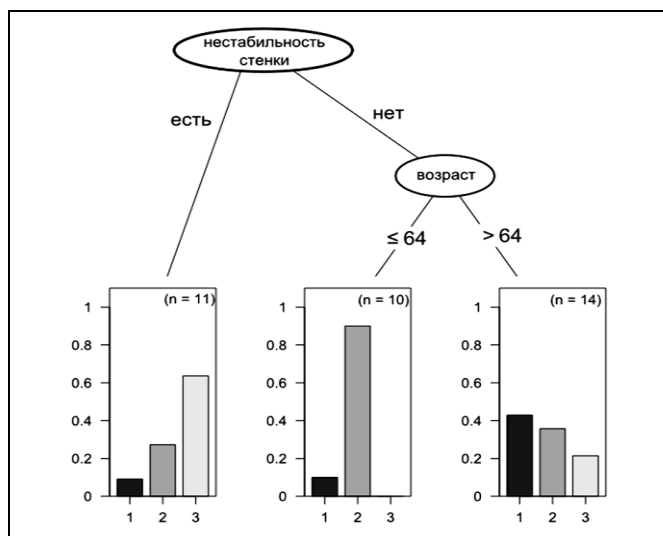 нестабильность
стенки
есть
нет
возраст
≤ 64
> 64
(n = 11)
1
0.8
0.6
0.4
0.2
0
1 2 3
(n = 10)
1
0.8
0.6
0.4
0.2
0
1 2 3
(n = 14)
1
0.8
0.6
0.4
0.2
0
1 2 3